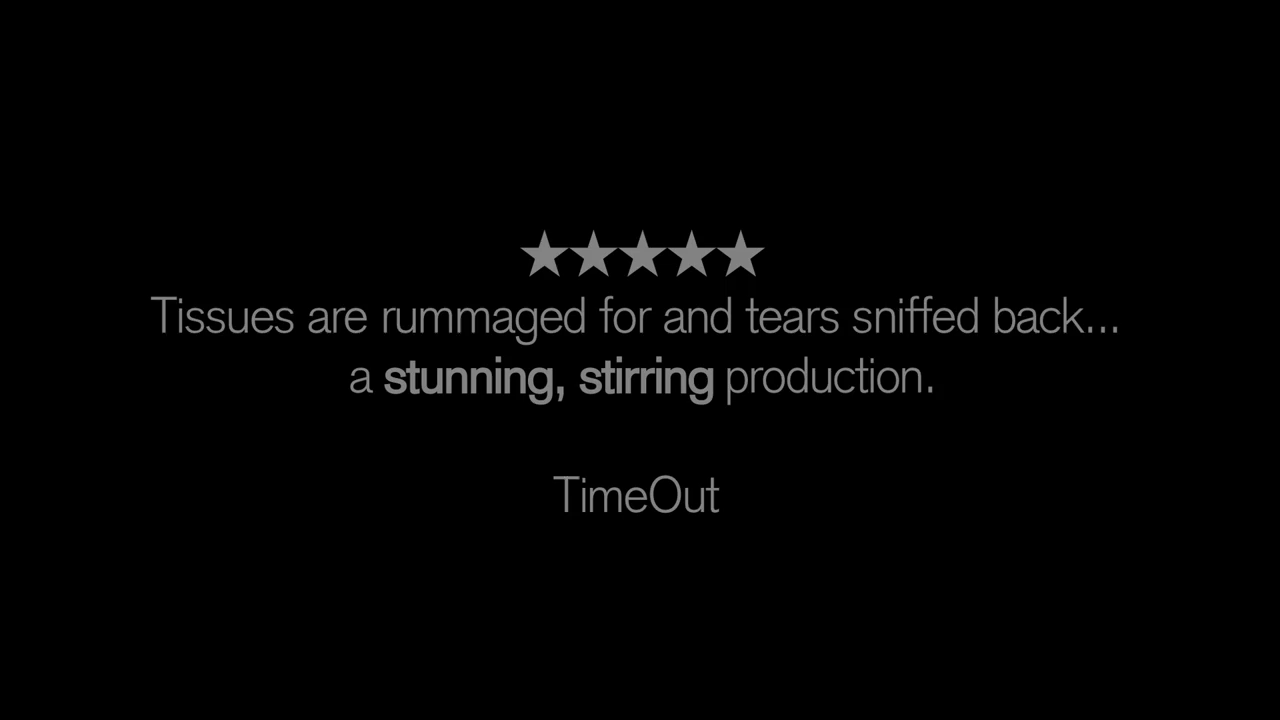 ★★★★★
Tissues are rummaged for and tears sniffed back...
a stunning, stirring production.
TimeOut